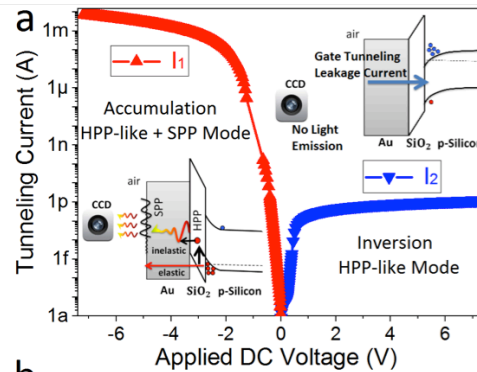 a
1m
1μ
1n
1p
1f
1a
Tunneling Current (A)
I₁
Accumulation
HPP-like + SPP Mode
CCD
air
SPP
HPP
inelastic
elastic
Au SiO₂ p-Silicon
air
Gate Tunneling
Leakage Current
CCD
No Light
Emission
Au SiO₂ p-Silicon
I₂
Inversion
HPP-like Mode
-6 -4 -2 0 2 4 6
Applied DC Voltage (V)